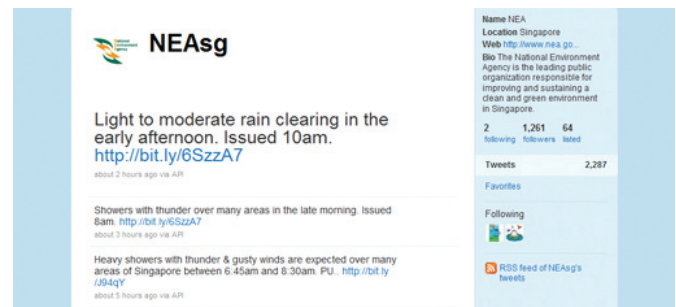 National
Environment
Agency
NEAsg
Light to moderate rain clearing in the
early afternoon. Issued 10am.
http://bit.ly/6SzzA7
about 2 hours ago via API
Showers with thunder over many areas in the late morning. Issued
8am. http://bit.ly/6SzzA7
about 3 hours ago via API
Heavy showers with thunder & gusty winds are expected over many
areas of Singapore between 6.45am and 8:30am. PU.. http://bit.ly
/J94qY
about 5 hours ago via API
Name NEA
Location Singapore
Web http://www.nea.go...
Bio The National Environment
Agency is the leading public
organization responsible for
improving and sustaining a
clean and green environment
in Singapore.
2 1,261 64
following followers listed
Tweets 2,287
Favorites
Following
RSS feed of NEAsg's
tweets